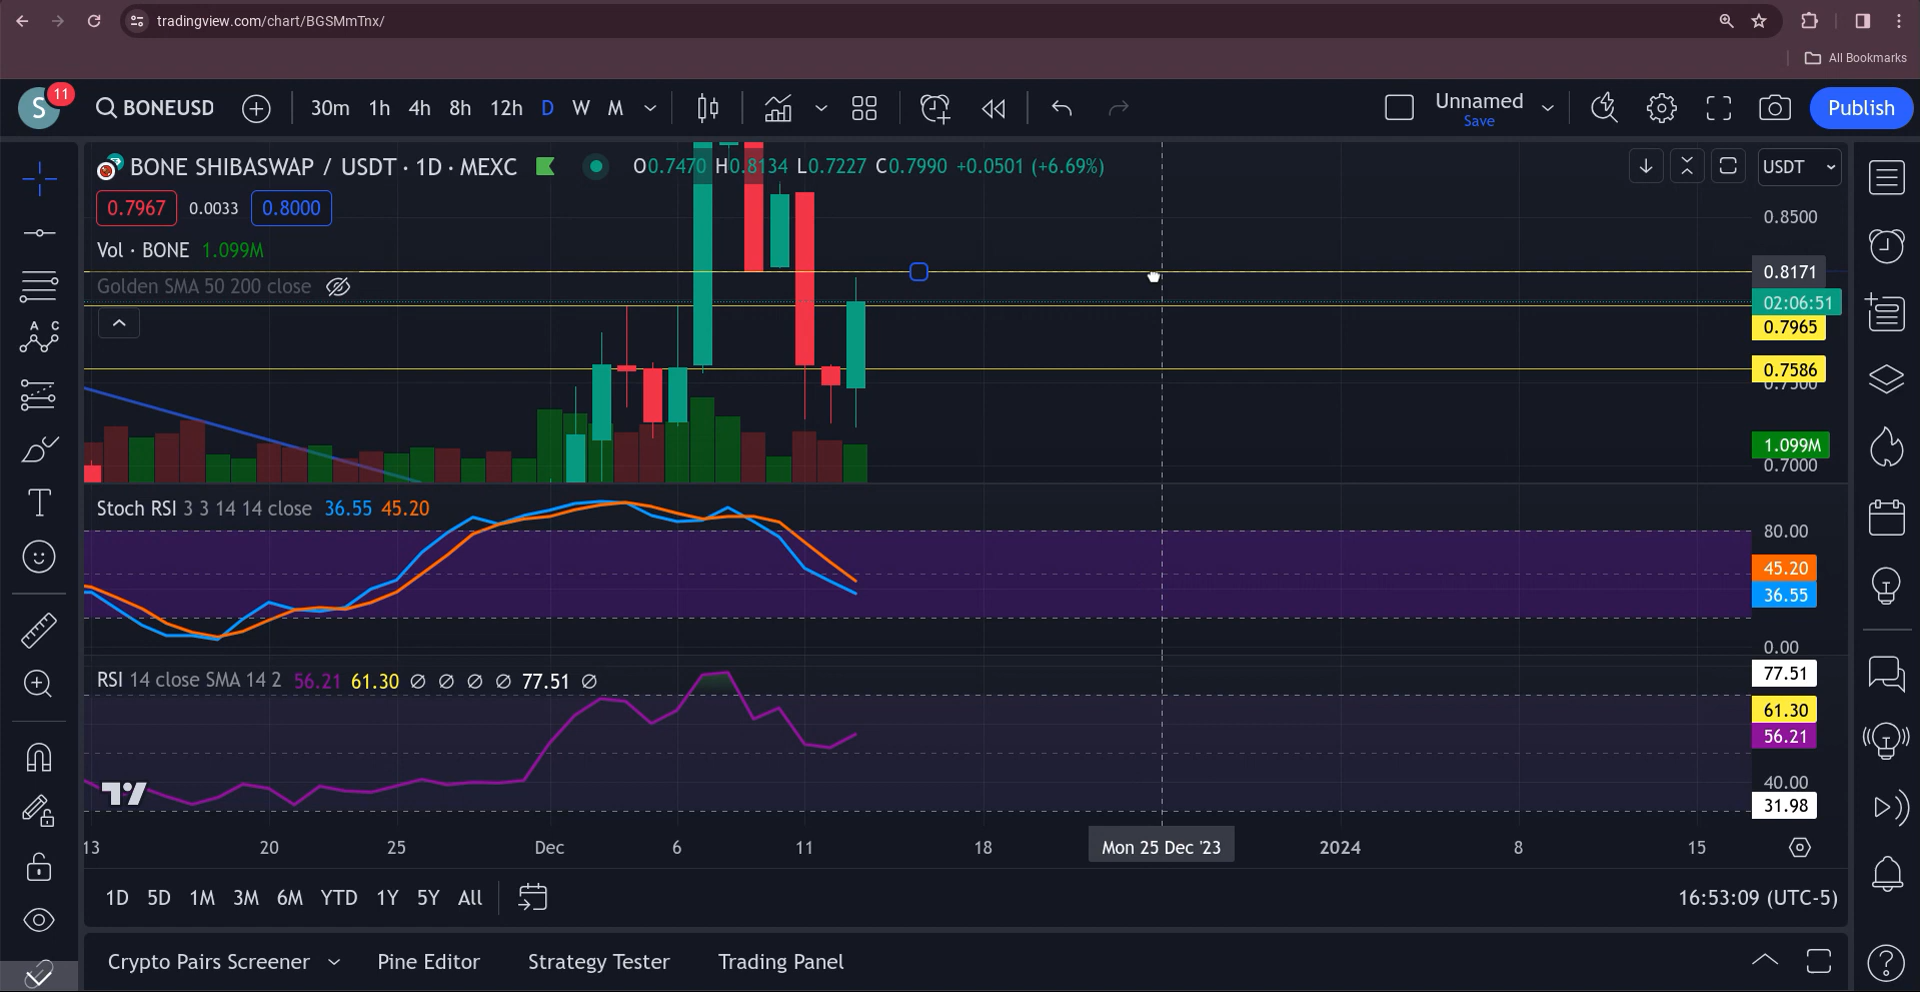 tradingview.com/chart/BGSMmTnx/
All Bookmarks
S 11 BONEUSD 30m 1h 4h 8h 12h D W M Unnamed Save Publish
BONE SHIBASWAP / USDT · 1D · MEXC O0.7470 H0.8134 L0.7227 C0.7990 +0.0501 (+6.69%) USDT
0.7967 0.0033 0.8000
0.8500
Vol · BONE 1.099M
0.8171
Golden SMA 50 200 close
02:06:51
0.7965
0.7586
0.7500
1.099M
0.7000
Stoch RSI 3 3 14 14 close 36.55 45.20
80.00
45.20
36.55
0.00
RSI 14 close SMA 14 2 56.21 61.30 ∅ ∅ ∅ ∅ 77.51 ∅
77.51
61.30
56.21
40.00
31.98
13 20 25 Dec 6 11 18 Mon 25 Dec '23 2024 8 15
1D 5D 1M 3M 6M YTD 1Y 5Y All 16:53:09 (UTC-5)
Crypto Pairs Screener Pine Editor Strategy Tester Trading Panel